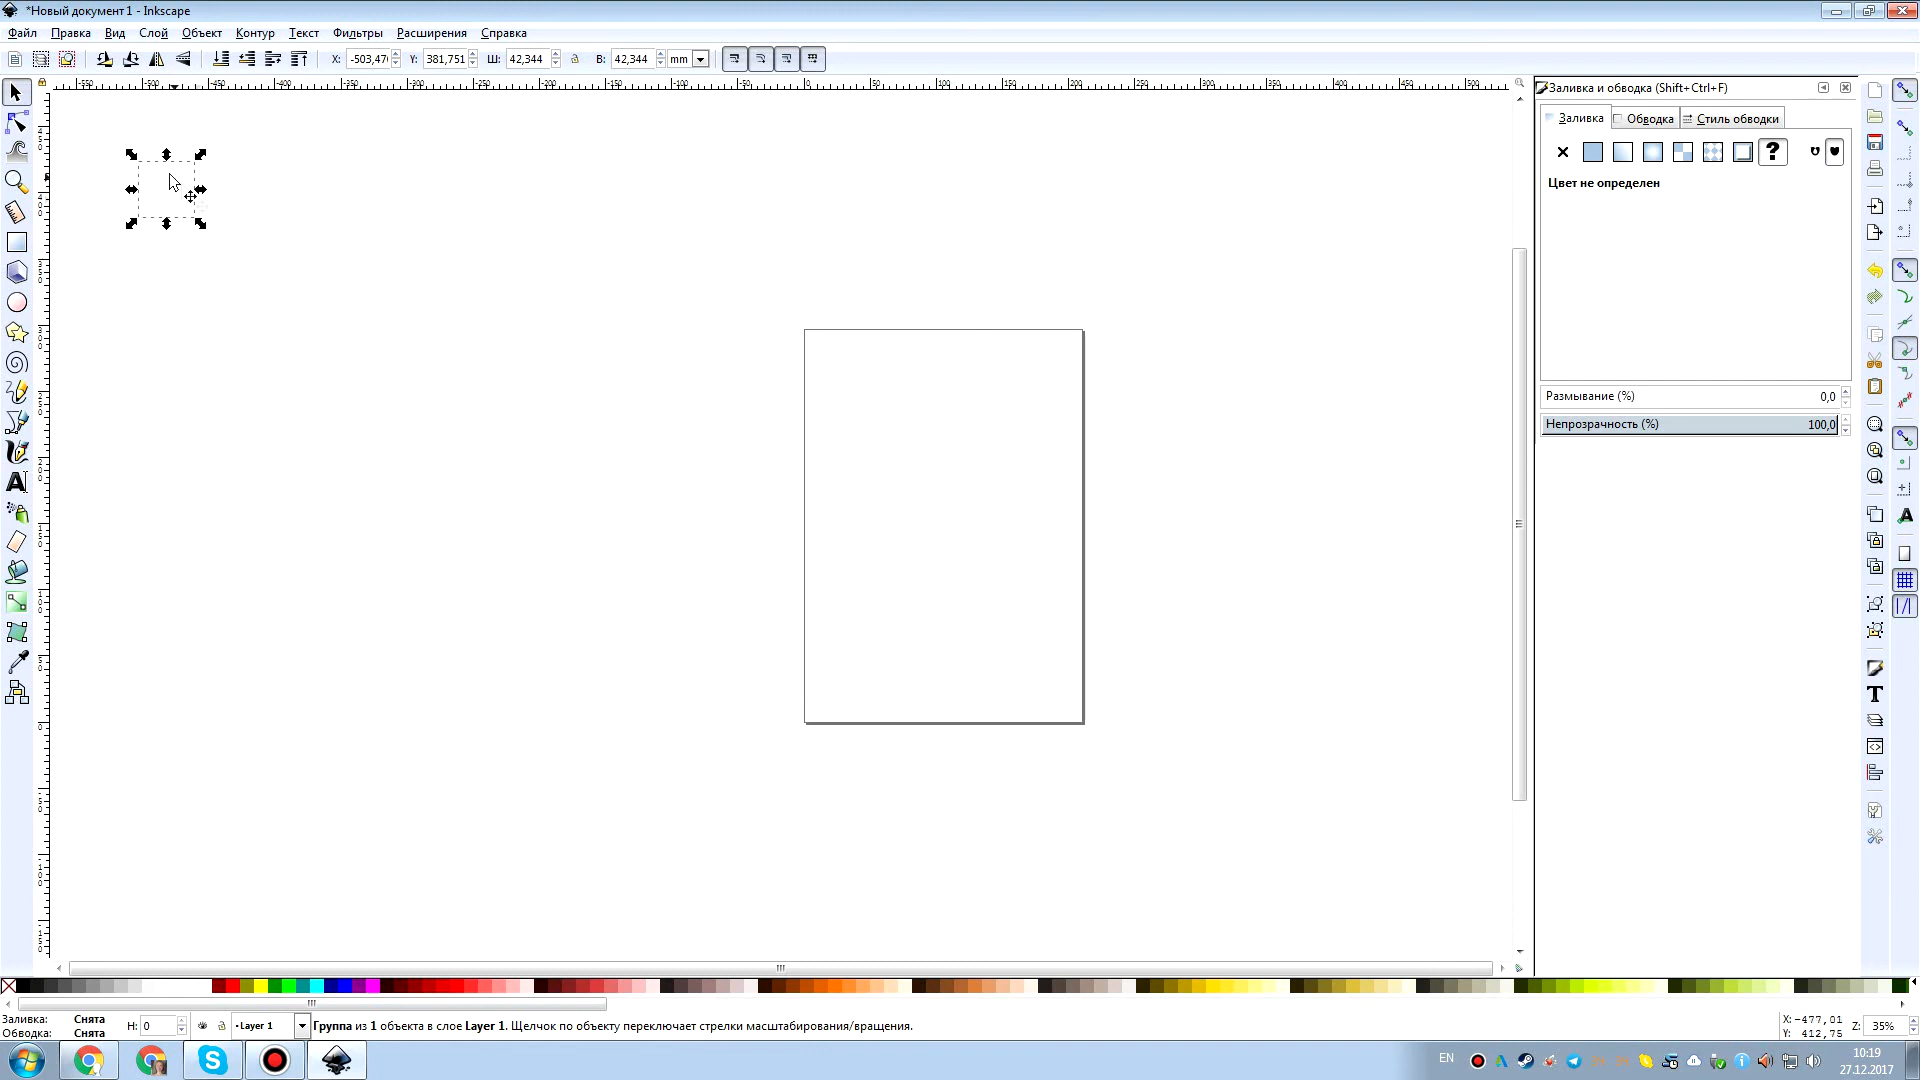 *Новый документ 1 - Inkscape
Файл Правка Вид Слой Объект Контур Текст Фильтры Расширения Справка
X: -503,47( Y: 381,751 Ш: 42,344 В: 42,344 mm
Заливка и обводка (Shift+Ctrl+F)
Заливка Обводка Стиль обводки
Цвет не определен
Размывание (%) 0,0
Непрозрачность (%) 100,0
Заливка: Снята
Обводка: Снята
Н: 0
•Layer 1
Группа из 1 объекта в слое Layer 1. Щелчок по объекту переключает стрелки масштабирования/вращения.
X: -477,01
Y: 412,75
Z: 35%
EN
10:19
27.12.2017